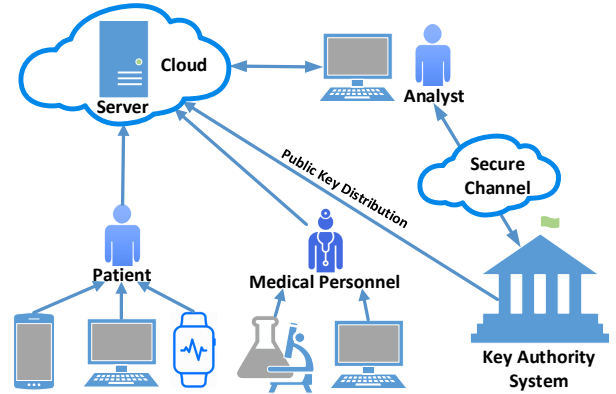 Cloud
Server
Analyst
Public Key Distribution
Secure
Channel
Patient
Medical Personnel
Key Authority
System